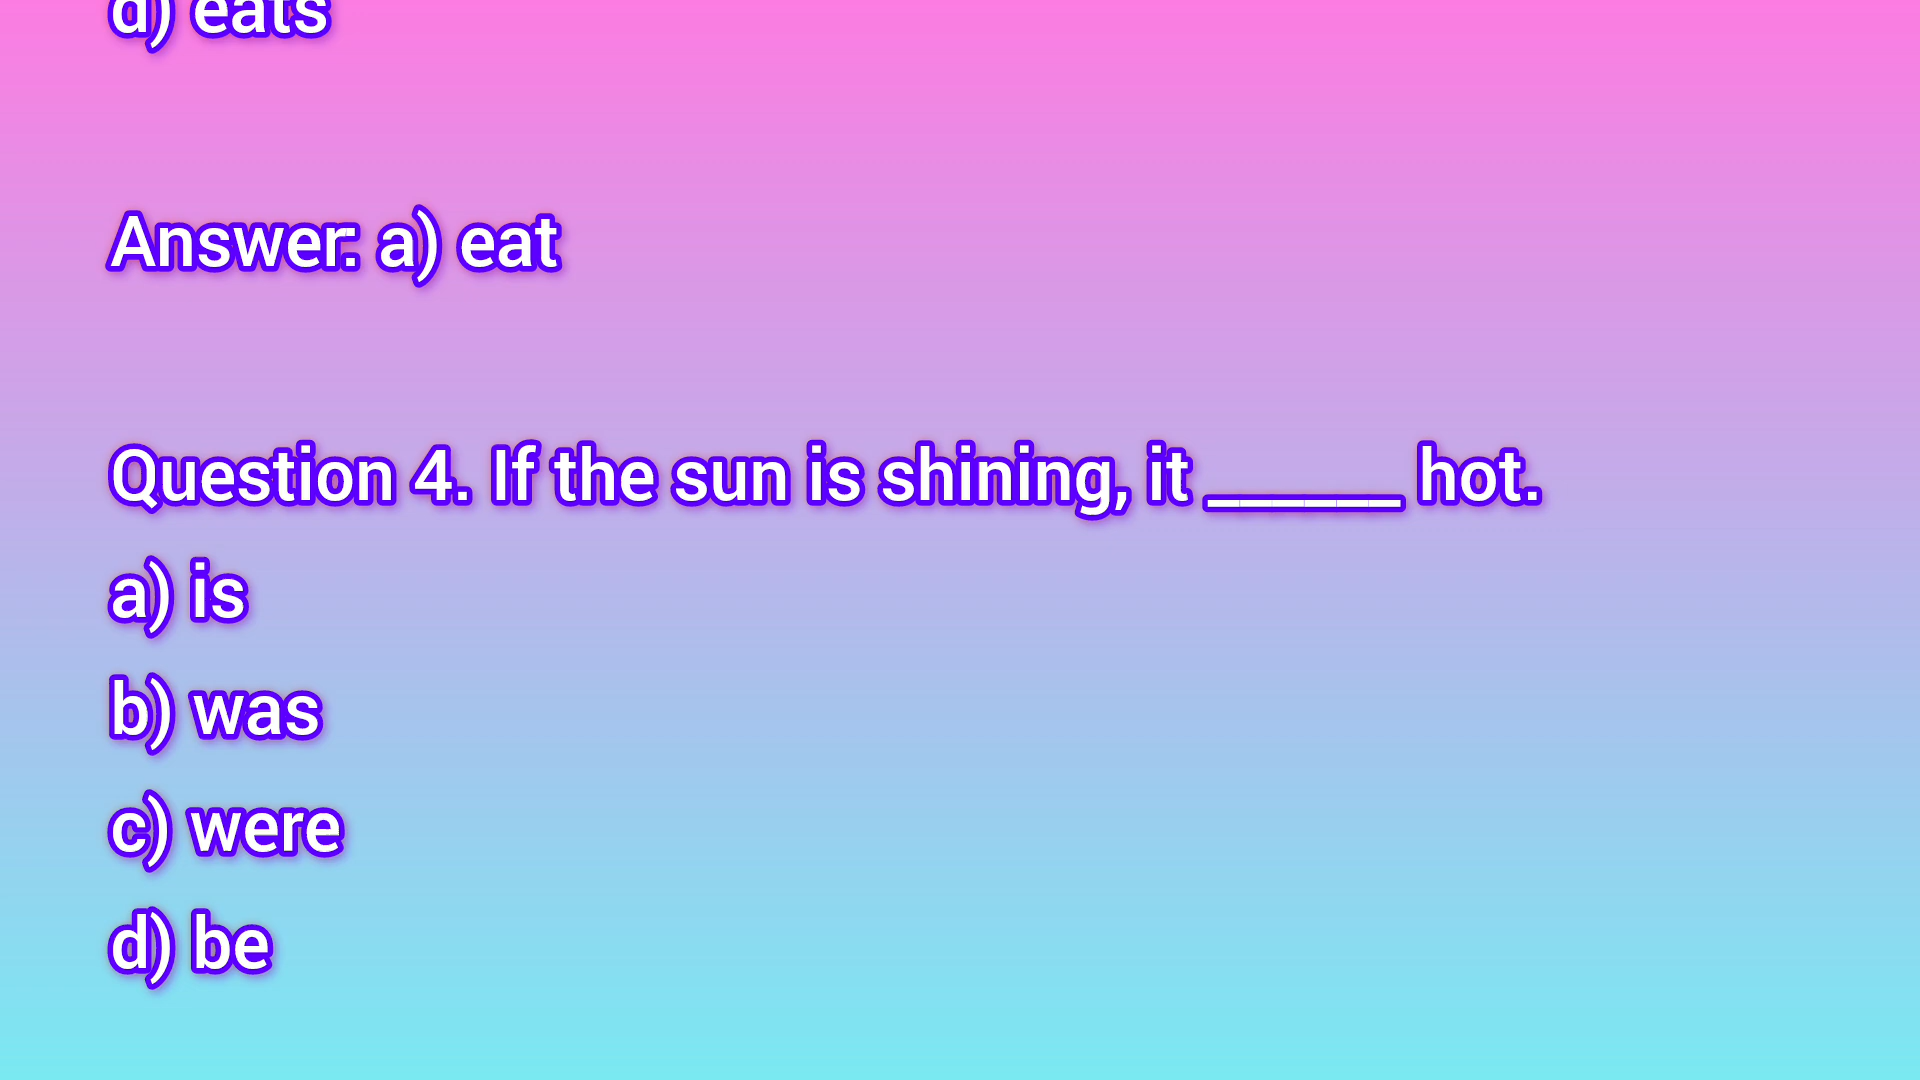 d) eats
Answer: a) eat
Question 4. If the sun is shining, it ______ hot.
a) is
b) was
c) were
d) be